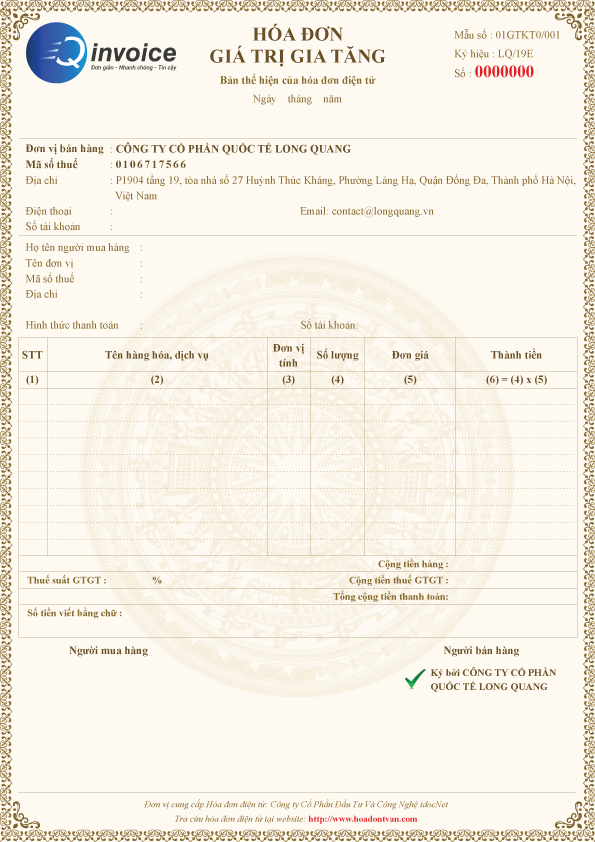 Qinvoice
Đơn giản - Nhanh chóng - Tin cậy
HÓA ĐƠN
GIÁ TRỊ GIA TĂNG
Bản thể hiện của hóa đơn điện tử
Ngày tháng năm
Mẫu số : 01GTKT0/001
Ký hiệu : LQ/19E
Số : 0000000
Đơn vị bán hàng : CÔNG TY CỔ PHẦN QUỐC TẾ LONG QUANG
Mã số thuế : 0106717566
Địa chỉ : P1904 tầng 19, tòa nhà số 27 Huỳnh Thúc Kháng, Phường Láng Hạ, Quận Đống Đa, Thành phố Hà Nội,
Việt Nam
Điện thoại : Email: contact@longquang.vn
Số tài khoản :
Họ tên người mua hàng :
Tên đơn vị :
Mã số thuế :
Địa chỉ :
Hình thức thanh toán : Số tài khoản:
STT Tên hàng hóa, dịch vụ Đơn vị tính Số lượng Đơn giá Thành tiền
(1) (2) (3) (4) (5) (6) = (4) x (5)
Cộng tiền hàng :
Thuế suất GTGT : % Cộng tiền thuế GTGT :
Tổng cộng tiền thanh toán:
Số tiền viết bằng chữ :
Người mua hàng Người bán hàng
Ký bởi CÔNG TY CỔ PHẦN
QUỐC TẾ LONG QUANG
Đơn vị cung cấp Hóa đơn điện tử: Công ty Cổ Phần Đầu Tư Và Công Nghệ idocNet
Tra cứu hóa đơn điện tử tại website: http://www.hoadontvan.com